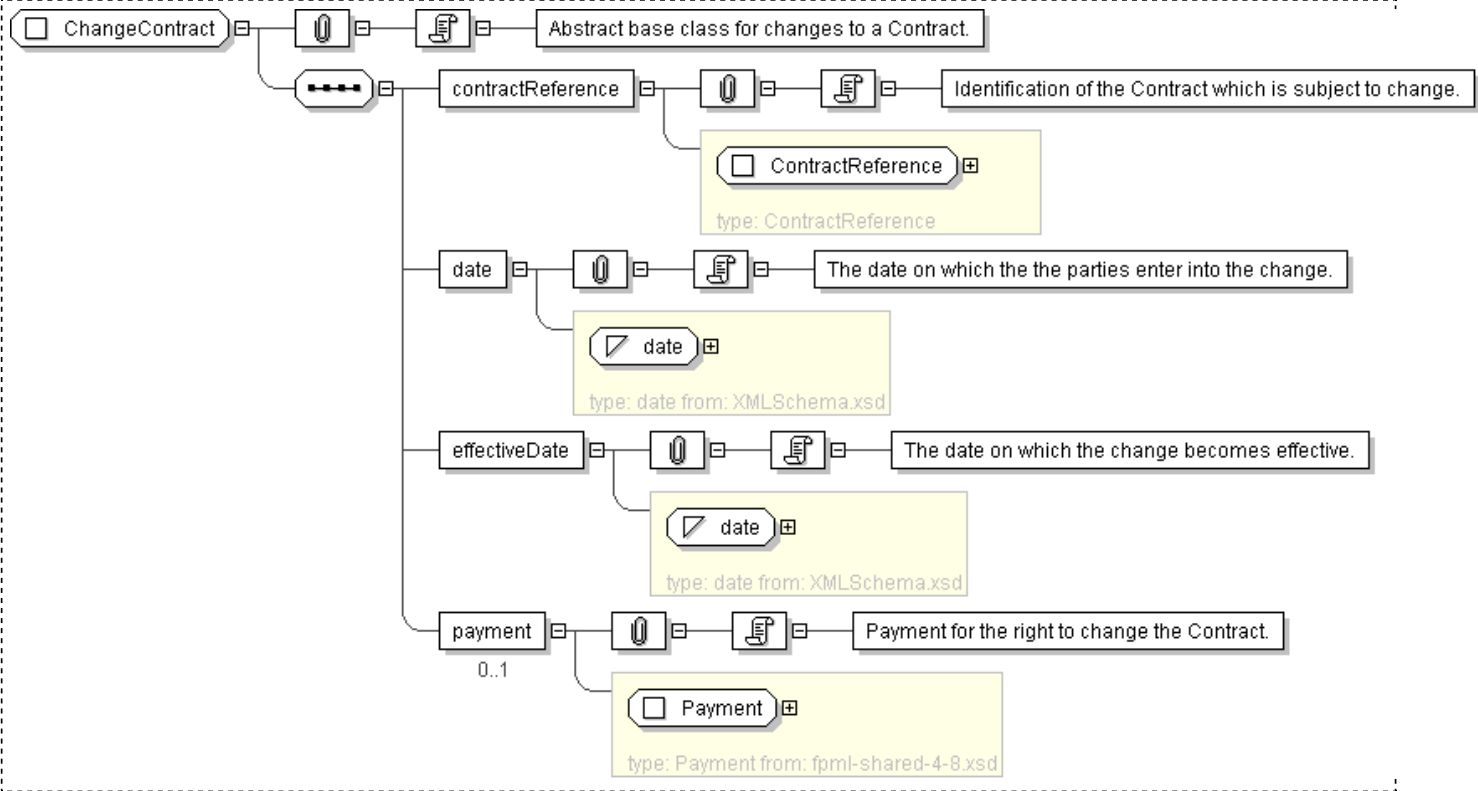 ChangeContract
Abstract base class for changes to a Contract.
contractReference
Identification of the Contract which is subject to change.
ContractReference
type: ContractReference
date
The date on which the the parties enter into the change.
date
type: date from: XMLSchema.xsd
effectiveDate
The date on which the change becomes effective.
date
type: date from: XMLSchema.xsd
payment
Payment for the right to change the Contract.
0..1
Payment
type: Payment from: fpml-shared-4-8.xsd